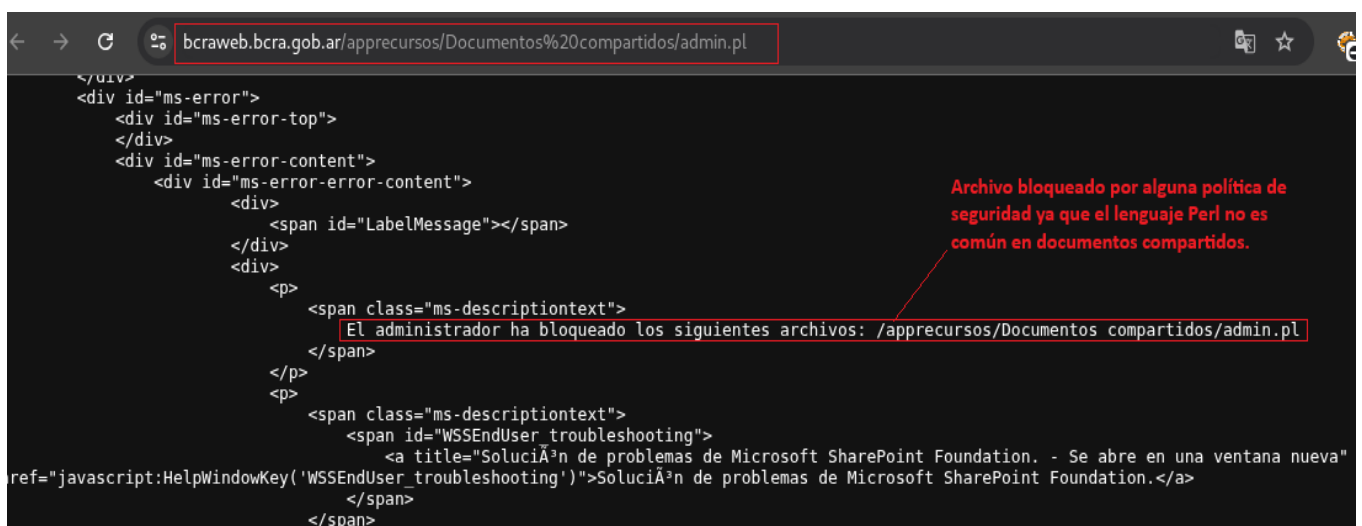 bcraweb.bcra.gob.ar/apprecursos/Documentos%20compartidos/admin.pl
</div>
<div id="ms-error">
<div id="ms-error-top">
</div>
<div id="ms-error-content">
<div id="ms-error-error-content">
<div>
<span id="LabelMessage"></span>
</div>
<div>
<p>
<span class="ms-descriptiontext">
El administrador ha bloqueado los siguientes archivos: /apprecursos/Documentos compartidos/admin.pl
</span>
</p>
<p>
<span class="ms-descriptiontext">
<span id="WSSEndUser_troubleshooting">
<a title="SoluciÃ³n de problemas de Microsoft SharePoint Foundation. - Se abre en una ventana nueva"
href="javascript:HelpWindowKey('WSSEndUser_troubleshooting')">SoluciÃ³n de problemas de Microsoft SharePoint Foundation.</a>
</span>
</span>
Archivo bloqueado por alguna política de
seguridad ya que el lenguaje Perl no es
común en documentos compartidos.